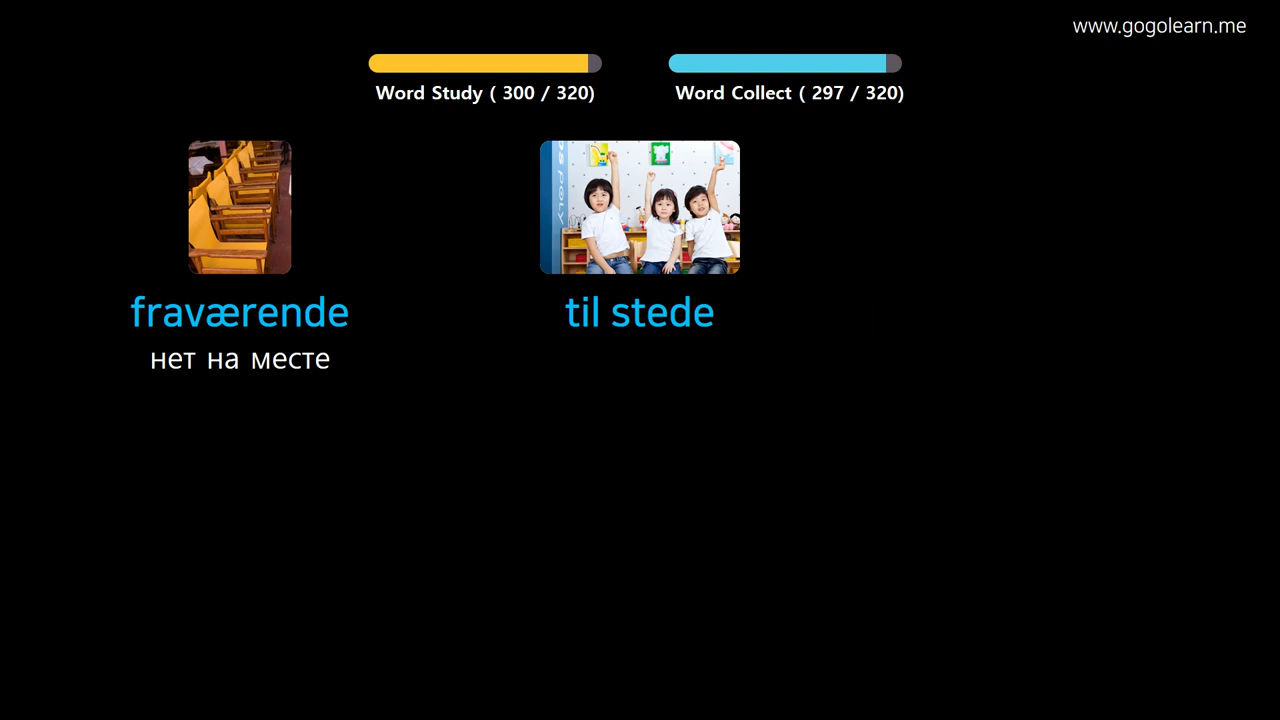 www.gogolearn.me
Word Study ( 300 / 320)
Word Collect ( 297 / 320)
fraværende
til stede
нет на месте